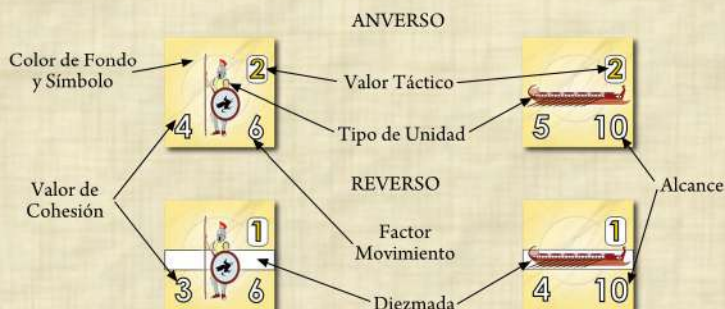 ANVERSO
Color de Fondo
y Símbolo
2
2
Valor Táctico
4
6
Tipo de Unidad
5
10
REVERSO
Valor de
Cohesión
Alcance
Factor
Movimiento
1
1
3
6
4
10
Diezmada